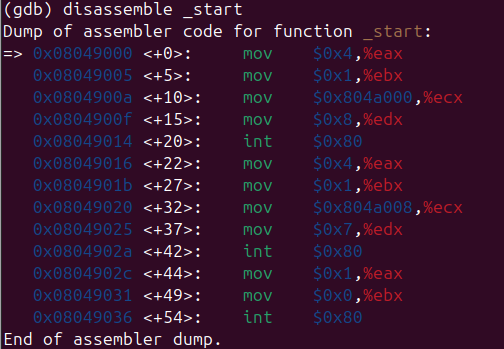 (gdb) disassemble _start
Dump of assembler code for function _start:
=> 0x08049000 <+0>:     mov    $0x4,%eax
   0x08049005 <+5>:     mov    $0x1,%ebx
   0x0804900a <+10>:    mov    $0x804a000,%ecx
   0x0804900f <+15>:    mov    $0x8,%edx
   0x08049014 <+20>:    int    $0x80
   0x08049016 <+22>:    mov    $0x4,%eax
   0x0804901b <+27>:    mov    $0x1,%ebx
   0x08049020 <+32>:    mov    $0x804a008,%ecx
   0x08049025 <+37>:    mov    $0x7,%edx
   0x0804902a <+42>:    int    $0x80
   0x0804902c <+44>:    mov    $0x1,%eax
   0x08049031 <+49>:    mov    $0x0,%ebx
   0x08049036 <+54>:    int    $0x80
End of assembler dump.